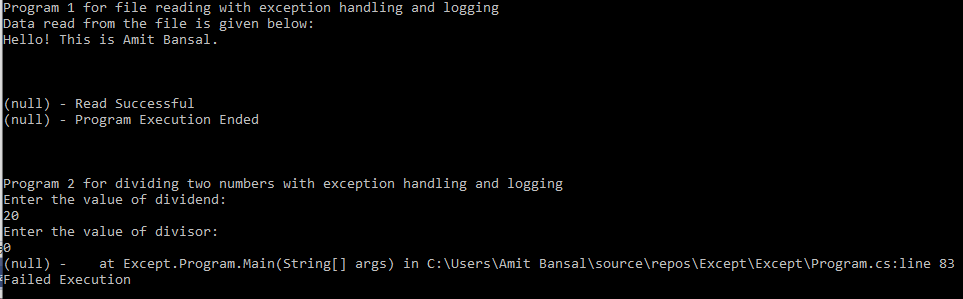 Program 1 for file reading with exception handling and logging
Data read from the file is given below:
Hello! This is Amit Bansal.
(null) - Read Successful
(null) - Program Execution Ended
Program 2 for dividing two numbers with exception handling and logging
Enter the value of dividend:
20
Enter the value of divisor:
0
(null) -    at Except.Program.Main(String[] args) in C:\Users\Amit Bansal\source\repos\Except\Except\Program.cs:line 83
Failed Execution